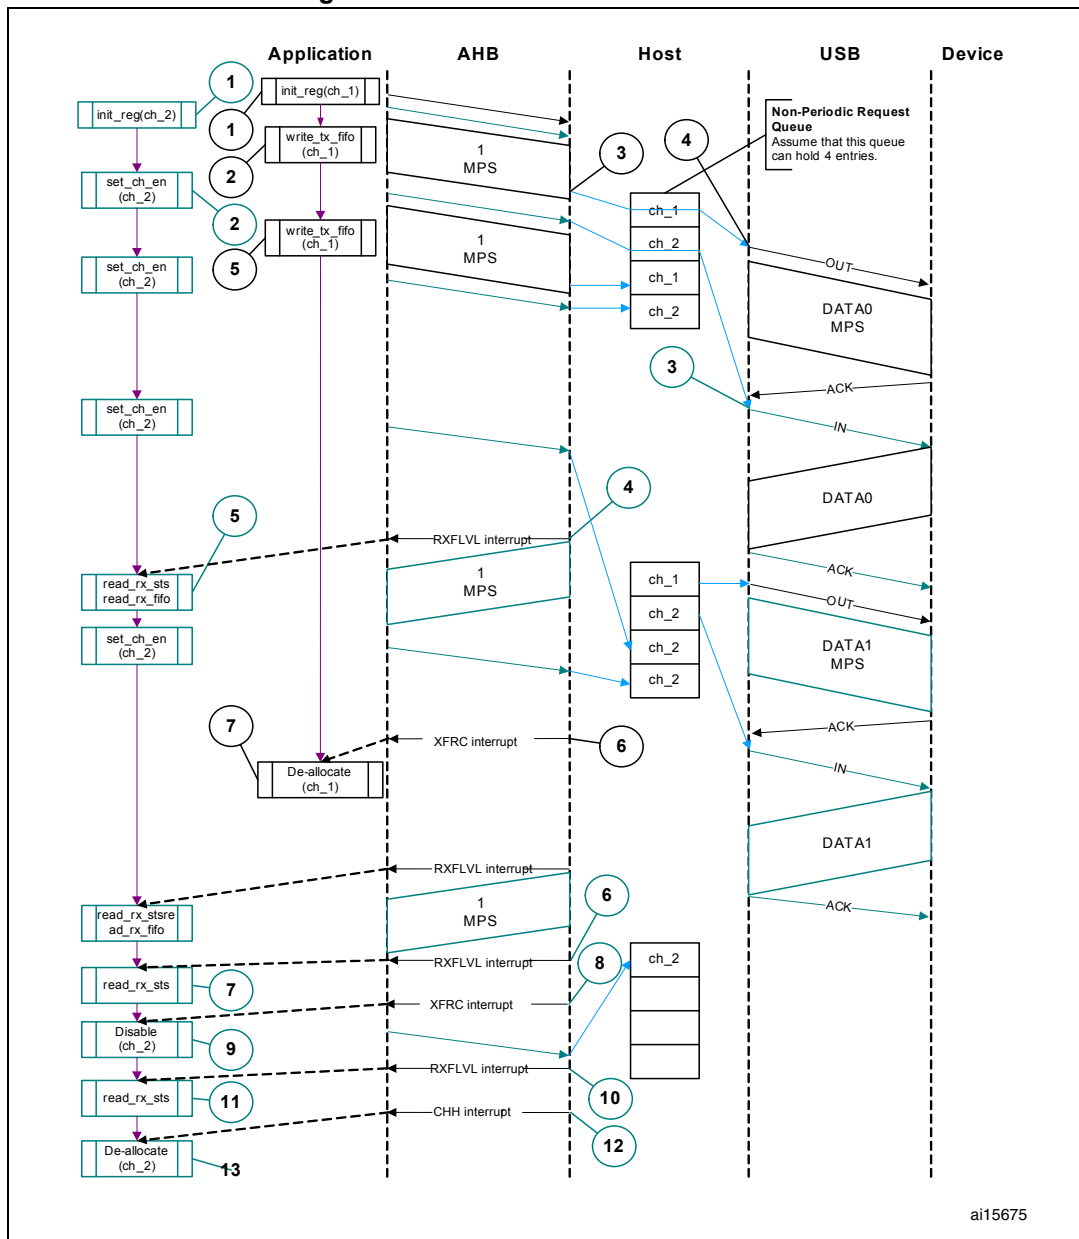 g
Application AHB Host USB Device
1
init_reg(ch_1)
init_reg(ch_2)
1
Non-Periodic Request
Queue
Assume that this queue
can hold 4 entries.
write_tx_fifo
(ch_1)
1
MPS
3
4
2
set_ch_en
(ch_2)
2
ch_1
write_tx_fifo
(ch_1)
1
MPS
ch_2
5
OUT
set_ch_en
(ch_2)
ch_1
ch_2
DATA0
MPS
3
ACK
set_ch_en
(ch_2)
IN
4
DATA0
5
RXFLVL interrupt
ACK
read_rx_sts
read_rx_fifo
1
MPS
ch_1
OUT
ch_2
set_ch_en
(ch_2)
ch_2
DATA1
MPS
ch_2
7
ACK
XFRC interrupt
6
IN
De-allocate
(ch_1)
DATA1
RXFLVL interrupt
6
ACK
read_rx_stsre
ad_rx_fifo
1
MPS
RXFLVL interrupt
8
ch_2
read_rx_sts
7
XFRC interrupt
Disable
(ch_2)
9
RXFLVL interrupt
10
read_rx_sts
11
CHH interrupt
12
De-allocate
(ch_2)
13
ai15675